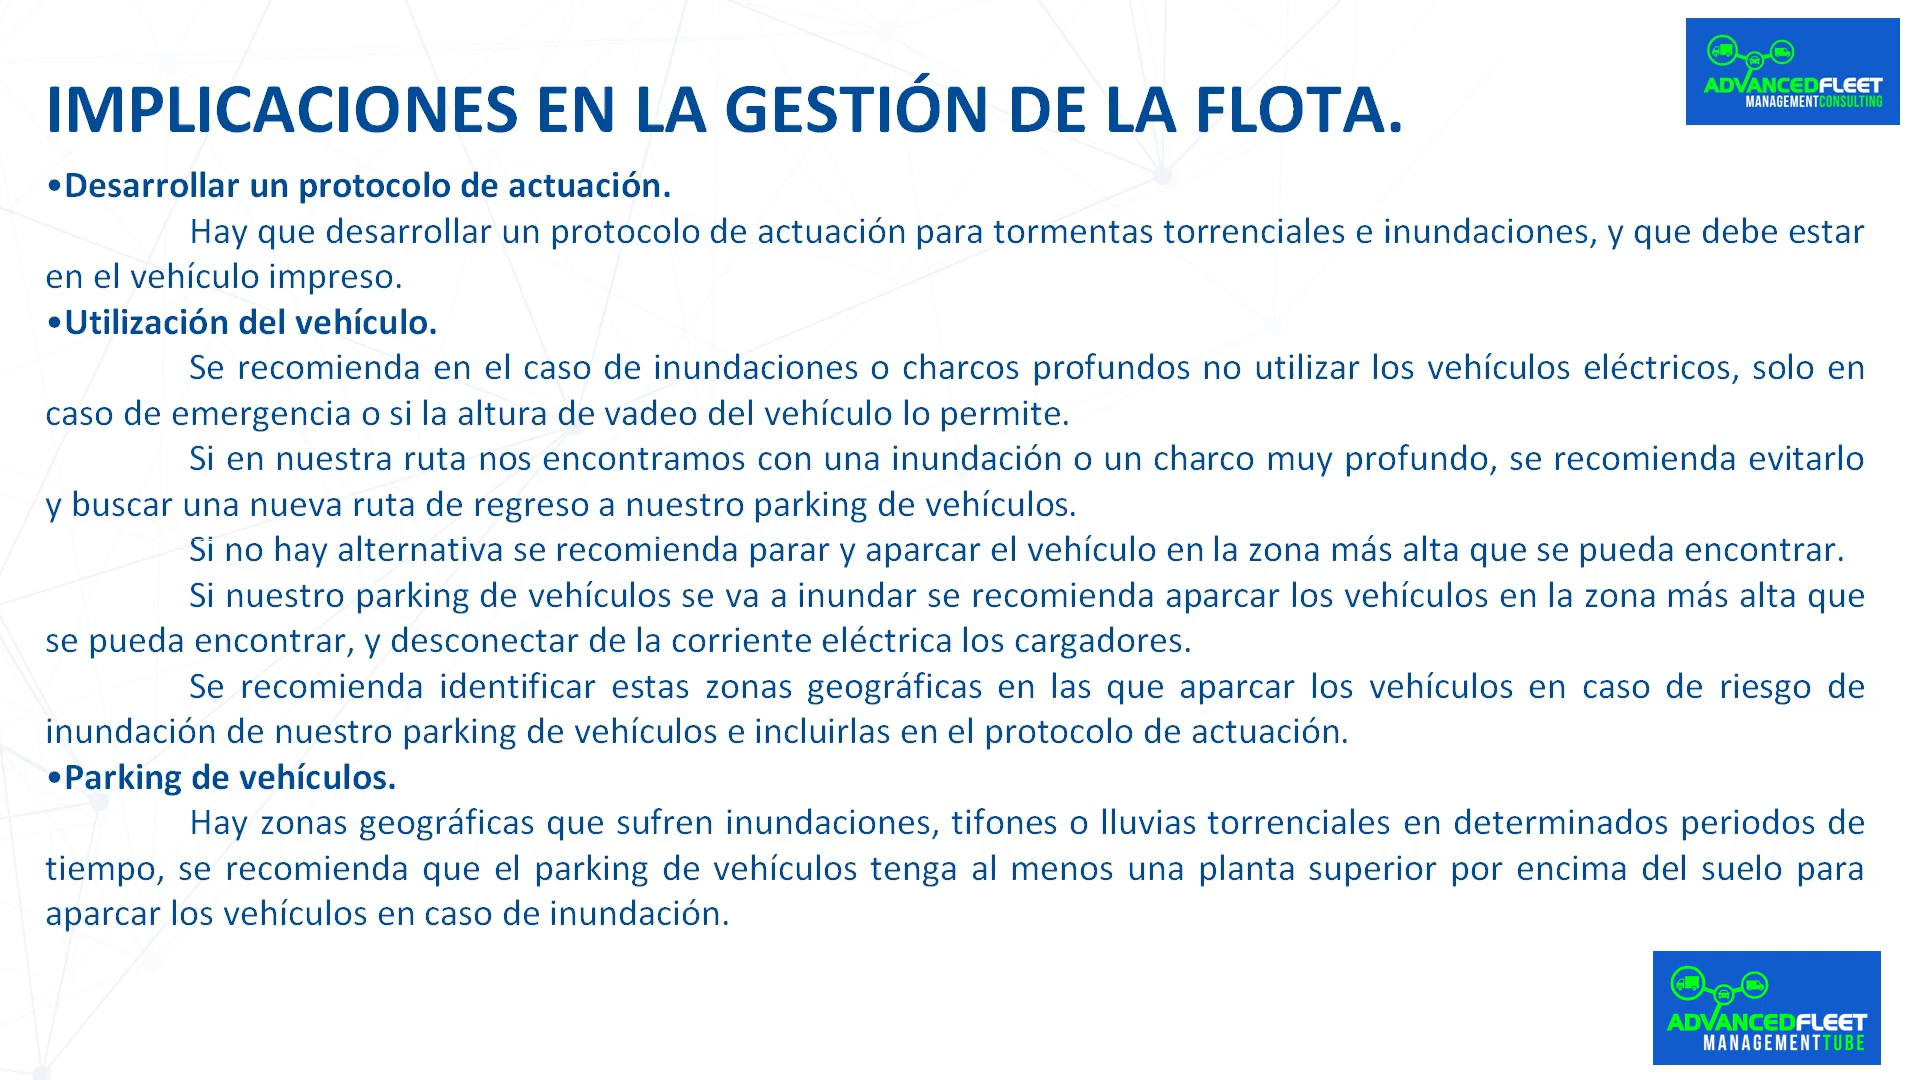 IMPLICACIONES EN LA GESTIÓN DE LA FLOTA.
ADVANCEDFLEET
MANAGEMENTCONSULTING
•Desarrollar un protocolo de actuación.
Hay que desarrollar un protocolo de actuación para tormentas torrenciales e inundaciones, y que debe estar
en el vehículo impreso.
•Utilización del vehículo.
Se recomienda en el caso de inundaciones o charcos profundos no utilizar los vehículos eléctricos, solo en
caso de emergencia o si la altura de vadeo del vehículo lo permite.
Si en nuestra ruta nos encontramos con una inundación o un charco muy profundo, se recomienda evitarlo
y buscar una nueva ruta de regreso a nuestro parking de vehículos.
Si no hay alternativa se recomienda parar y aparcar el vehículo en la zona más alta que se pueda encontrar.
Si nuestro parking de vehículos se va a inundar se recomienda aparcar los vehículos en la zona más alta que
se pueda encontrar, y desconectar de la corriente eléctrica los cargadores.
Se recomienda identificar estas zonas geográficas en las que aparcar los vehículos en caso de riesgo de
inundación de nuestro parking de vehículos e incluirlas en el protocolo de actuación.
•Parking de vehículos.
Hay zonas geográficas que sufren inundaciones, tifones o lluvias torrenciales en determinados periodos de
tiempo, se recomienda que el parking de vehículos tenga al menos una planta superior por encima del suelo para
aparcar los vehículos en caso de inundación.
ADVANCEDFLEET
MANAGEMENTTUBE